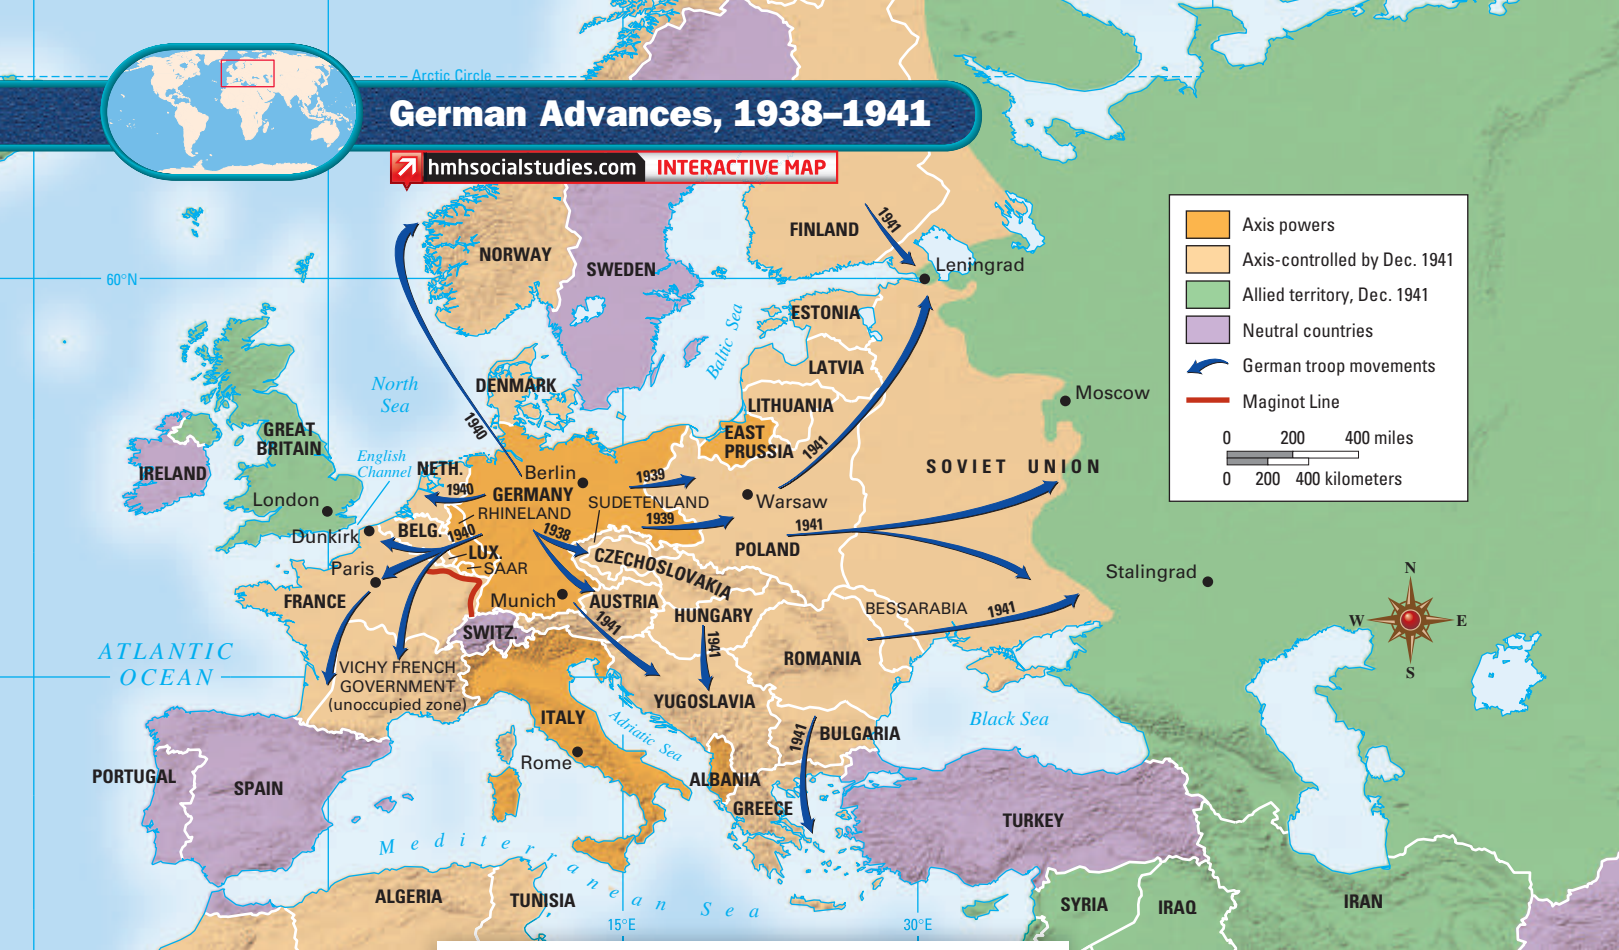 Arctic Circle
German Advances, 1938–1941
hmhsocialstudies.com INTERACTIVE MAP
Axis powers
Axis-controlled by Dec. 1941
Allied territory, Dec. 1941
Neutral countries
German troop movements
Maginot Line
0 200 400 miles
0 200 400 kilometers
60°N
NORWAY
SWEDEN
FINLAND
1941
Leningrad
ESTONIA
Baltic Sea
LATVIA
LITHUANIA
EAST
PRUSSIA
1941
Moscow
SOVIET UNION
North
Sea
DENMARK
1940
GREAT
BRITAIN
IRELAND
London
English
Channel
NETH.
1940
Berlin
GERMANY
RHINELAND
1939
SUDETENLAND
1939
Warsaw
1941
POLAND
Dunkirk
BELG.
1940
LUX.
SAAR
1938
CZECHOSLOVAKIA
Paris
FRANCE
Munich
AUSTRIA
1941
HUNGARY
1941
BESSARABIA
1941
Stalingrad
N
W
E
S
SWITZ.
ATLANTIC
OCEAN
VICHY FRENCH
GOVERNMENT
(unoccupied zone)
ROMANIA
YUGOSLAVIA
ITALY
Adriatic Sea
1941
BULGARIA
Black Sea
Rome
PORTUGAL
SPAIN
ALBANIA
GREECE
TURKEY
Mediterranean Sea
ALGERIA
TUNISIA
15°E
30°E
SYRIA
IRAQ
IRAN